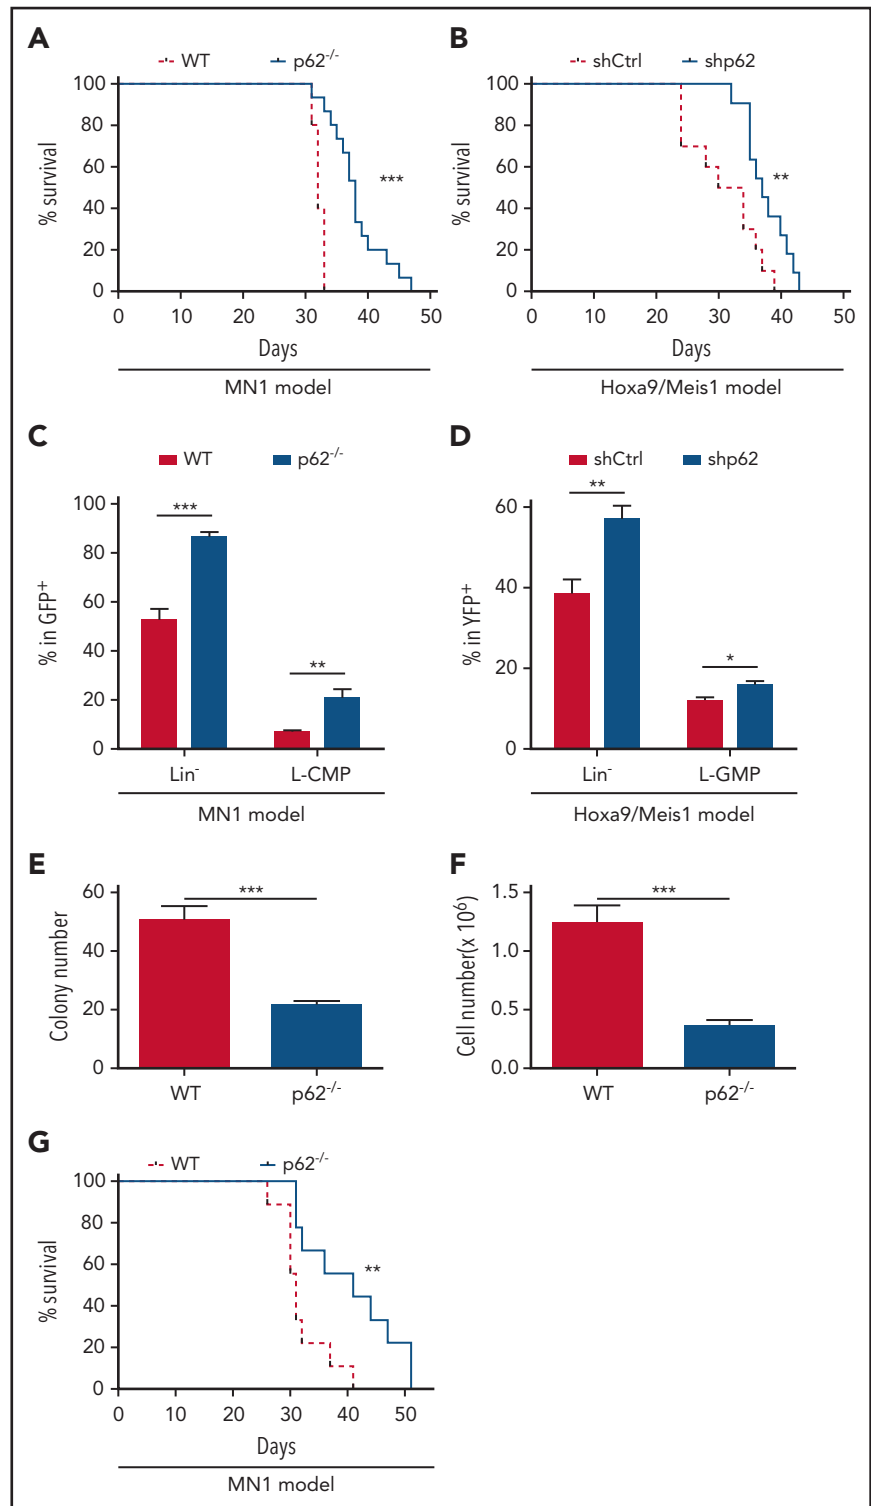 A
WT p62-/-
% survival
100
80
60
40
20
0
0 10 20 30 40 50
Days
MN1 model
***
B
shCtrl shp62
% survival
100
80
60
40
20
0
0 10 20 30 40 50
Days
Hoxa9/Meis1 model
**
C
WT p62-/-
% in GFP+
100
80
60
40
20
0
***
**
Lin- L-CMP
MN1 model
D
shCtrl shp62
% in YFP+
60
40
20
0
**
*
Lin- L-GMP
Hoxa9/Meis1 model
E
Colony number
60
40
20
0
***
WT p62-/-
F
Cell number(x 10⁶)
1.5
1.0
0.5
0.0
***
WT p62-/-
G
WT p62-/-
% survival
100
80
60
40
20
0
**
0 10 20 30 40 50
Days
MN1 model